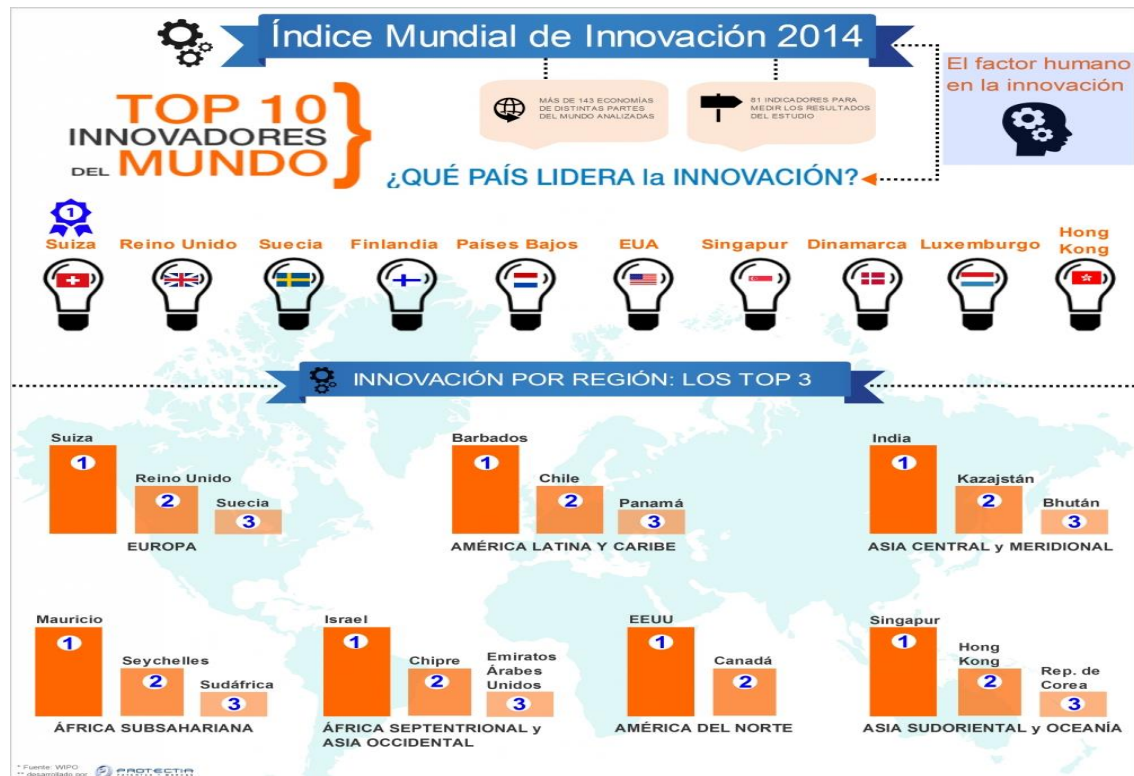 Índice Mundial de Innovación 2014
El factor humano
en la innovación
TOP 10
INNOVADORES
DEL MUNDO
MÁS DE 143 ECONOMÍAS
DE DISTINTAS PARTES
DEL MUNDO ANALIZADAS
81 INDICADORES PARA
MEDIR LOS RESULTADOS
DEL ESTUDIO
¿QUÉ PAÍS LIDERA la INNOVACIÓN?
1
Suiza
Reino Unido
Suecia
Finlandia
Países Bajos
EUA
Singapur
Dinamarca
Luxemburgo
Hong
Kong
INNOVACIÓN POR REGIÓN: LOS TOP 3
Suiza
1
Reino Unido
2
Suecia
3
EUROPA
Barbados
1
Chile
2
Panamá
3
AMÉRICA LATINA Y CARIBE
India
1
Kazajstán
2
Bhután
3
ASIA CENTRAL y MERIDIONAL
Mauricio
1
Seychelles
2
Sudáfrica
3
ÁFRICA SUBSAHARIANA
Israel
1
Chipre
2
Emiratos
Árabes
Unidos
3
ÁFRICA SEPTENTRIONAL y
ASIA OCCIDENTAL
EEUU
1
Canadá
2
AMÉRICA DEL NORTE
Singapur
1
Hong
Kong
2
Rep. de
Corea
3
ASIA SUDORIENTAL y OCEANÍA
* Fuente: WIPO
** desarrollado por
PROTECTIA